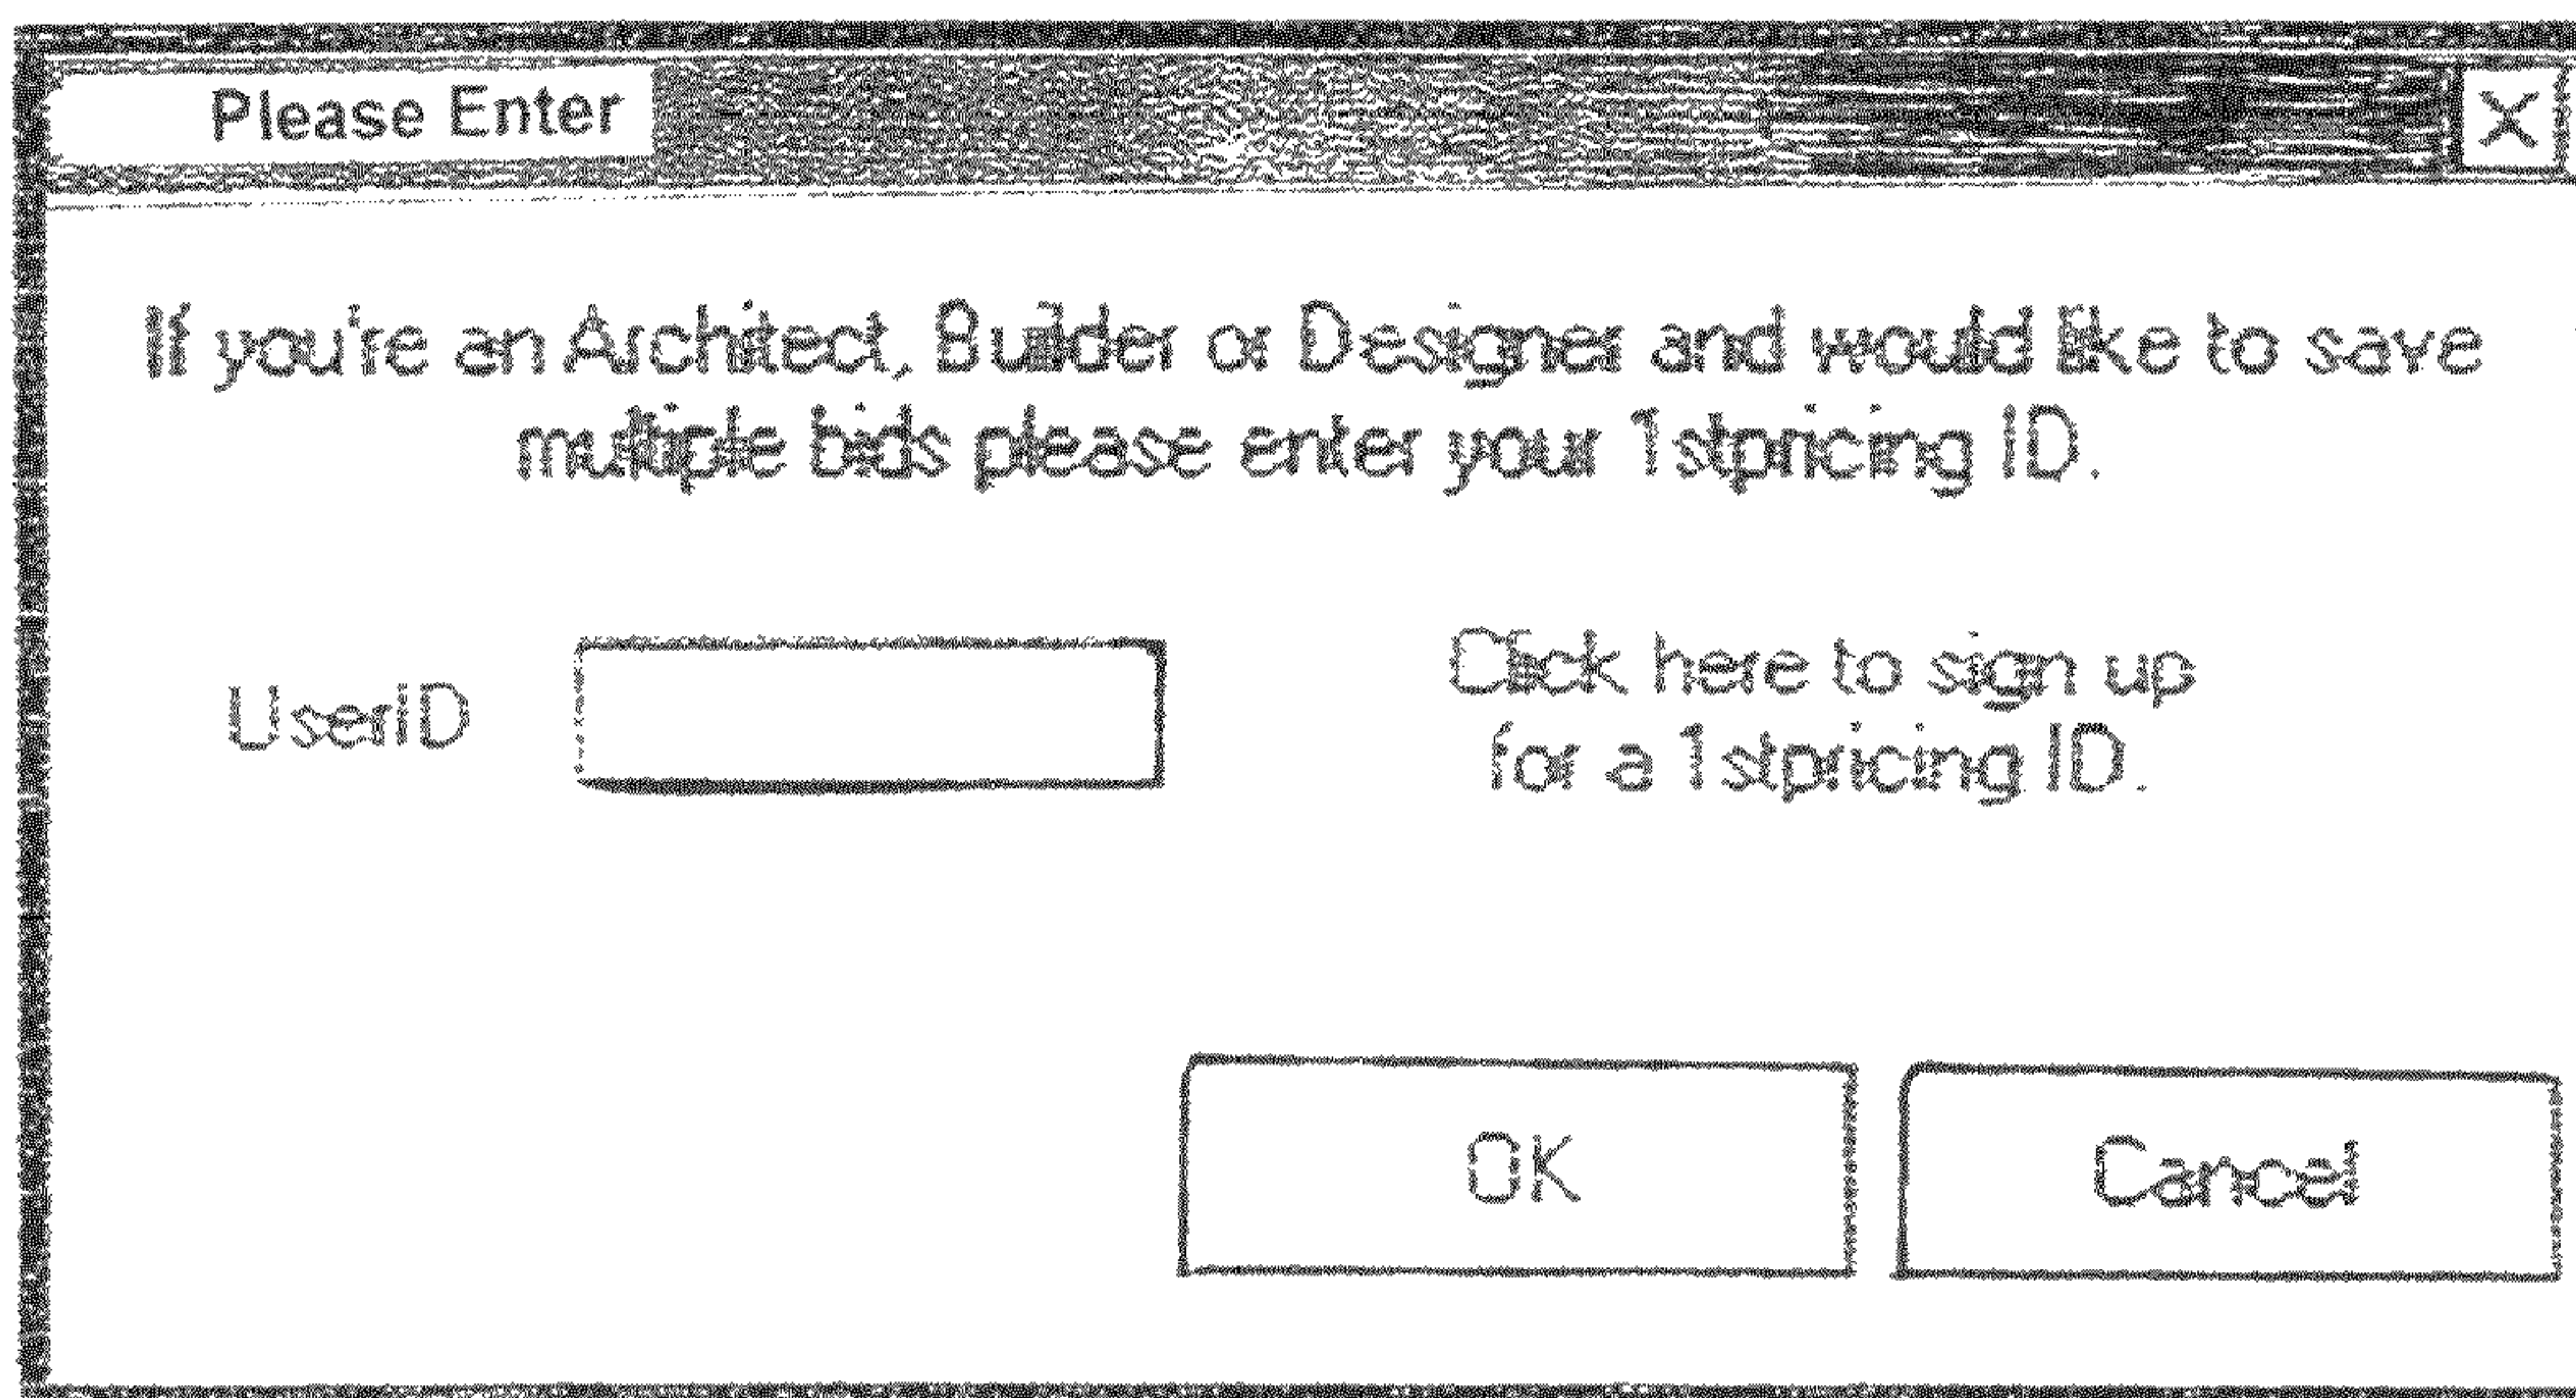 Please Enter
X
If you're an Architect, Builder or Designer and would like to save
multiple bids please enter your 1stpricing ID.
UserID
Click here to sign up
for a 1stpricing ID.
OK
Cancel